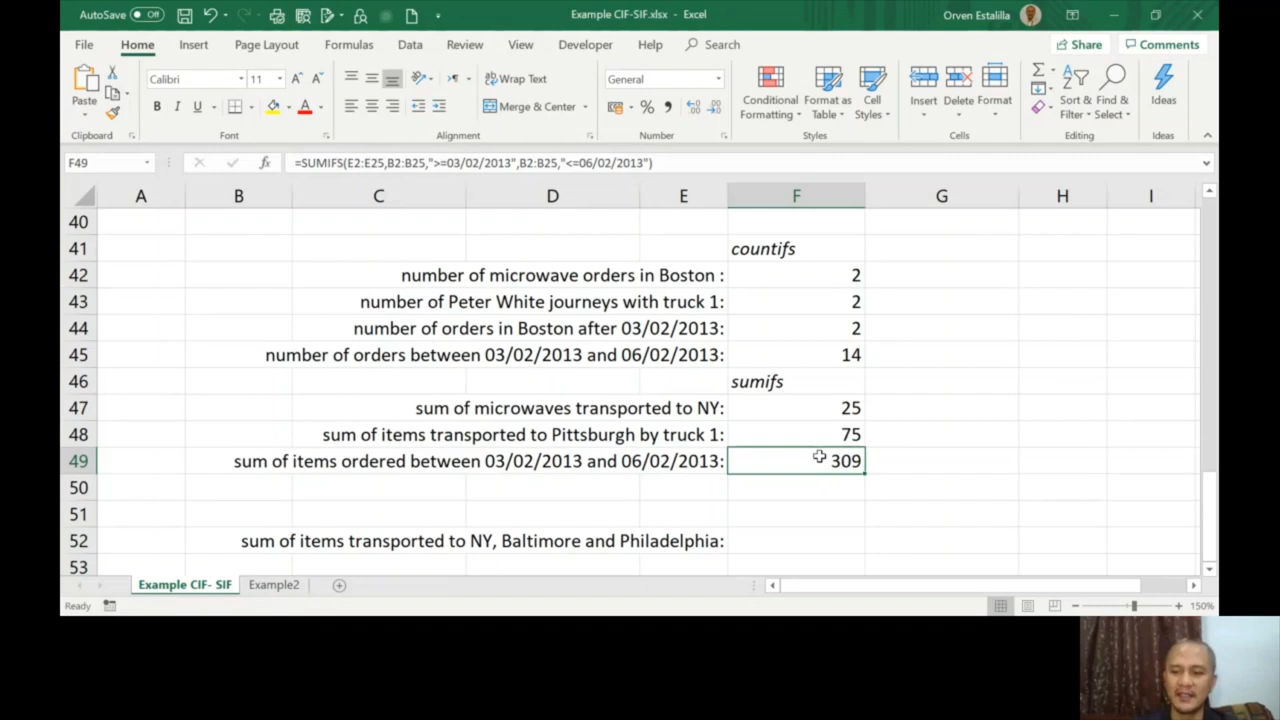 AutoSave Off Example CIF-SIF.xlsx - Excel Orven Estalilla
File Home Insert Page Layout Formulas Data Review View Developer Help Search Share Comments
Calibri 11 Wrap Text General
Paste B I U Merge & Center Conditional Formatting Format as Table Cell Styles Insert Delete Format Sort & Filter Find & Select Ideas
Clipboard Font Alignment Number Styles Cells Editing Ideas
F49 fx =SUMIFS(E2:E25,B2:B25,">=03/02/2013",B2:B25,"<=06/02/2013")
A B C D E F G H I
40
41 countifs
42 number of microwave orders in Boston : 2
43 number of Peter White journeys with truck 1: 2
44 number of orders in Boston after 03/02/2013: 2
45 number of orders between 03/02/2013 and 06/02/2013: 14
46 sumifs
47 sum of microwaves transported to NY: 25
48 sum of items transported to Pittsburgh by truck 1: 75
49 sum of items ordered between 03/02/2013 and 06/02/2013: 309
50
51
52 sum of items transported to NY, Baltimore and Philadelphia:
53
Example CIF- SIF Example2
Ready 150%